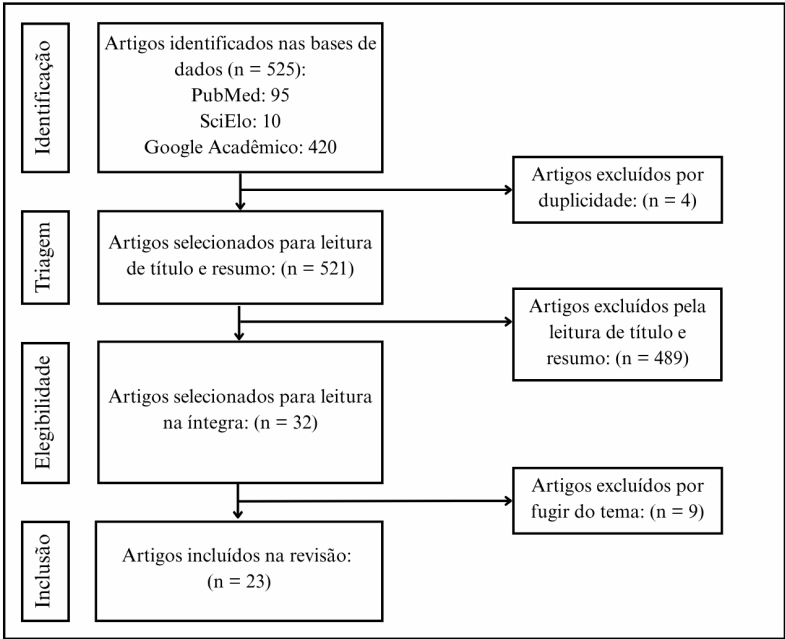 Identificação
Artigos identificados nas bases de
dados (n = 525):
PubMed: 95
SciElo: 10
Google Acadêmico: 420
Artigos excluídos por
duplicidade: (n = 4)
Triagem
Artigos selecionados para leitura
de título e resumo: (n = 521)
Artigos excluídos pela
leitura de título e
resumo: (n = 489)
Elegibilidade
Artigos selecionados para leitura
na íntegra: (n = 32)
Artigos excluídos por
fugir do tema: (n = 9)
Inclusão
Artigos incluídos na revisão:
(n = 23)